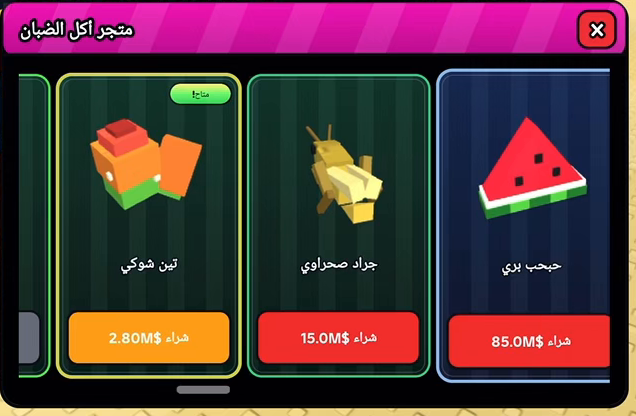 متجر أكل الضبان
متاح!
حبحب بري
جراد صحراوي
تين شوكي
شراء $85.0M
شراء $15.0M
شراء $2.80M